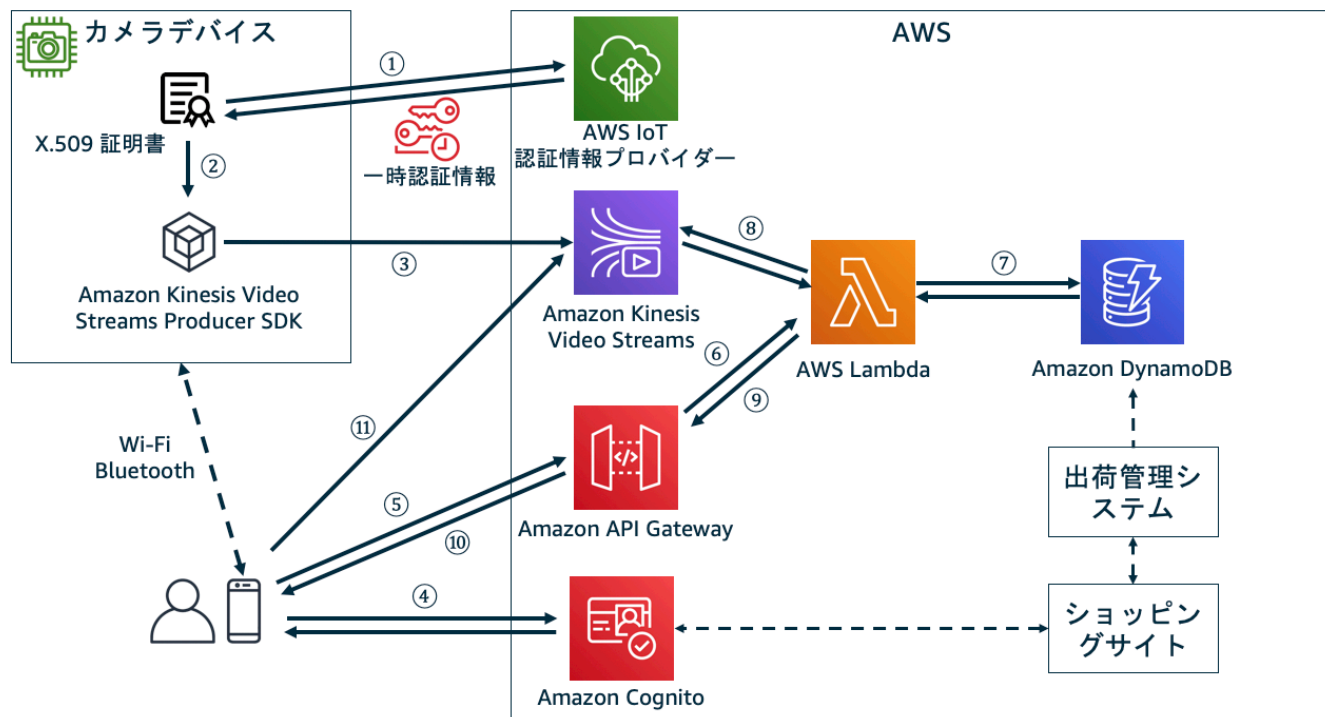 カメラデバイス
AWS
①
X.509 証明書
一時認証情報
AWS IoT
認証情報プロバイダー
②
③
Amazon Kinesis Video
Streams Producer SDK
Amazon Kinesis
Video Streams
⑧
AWS Lambda
⑦
Amazon DynamoDB
⑥
⑨
Wi-Fi
Bluetooth
⑪
⑤
⑩
Amazon API Gateway
出荷管理シ
ステム
④
Amazon Cognito
ショッピン
グサイト